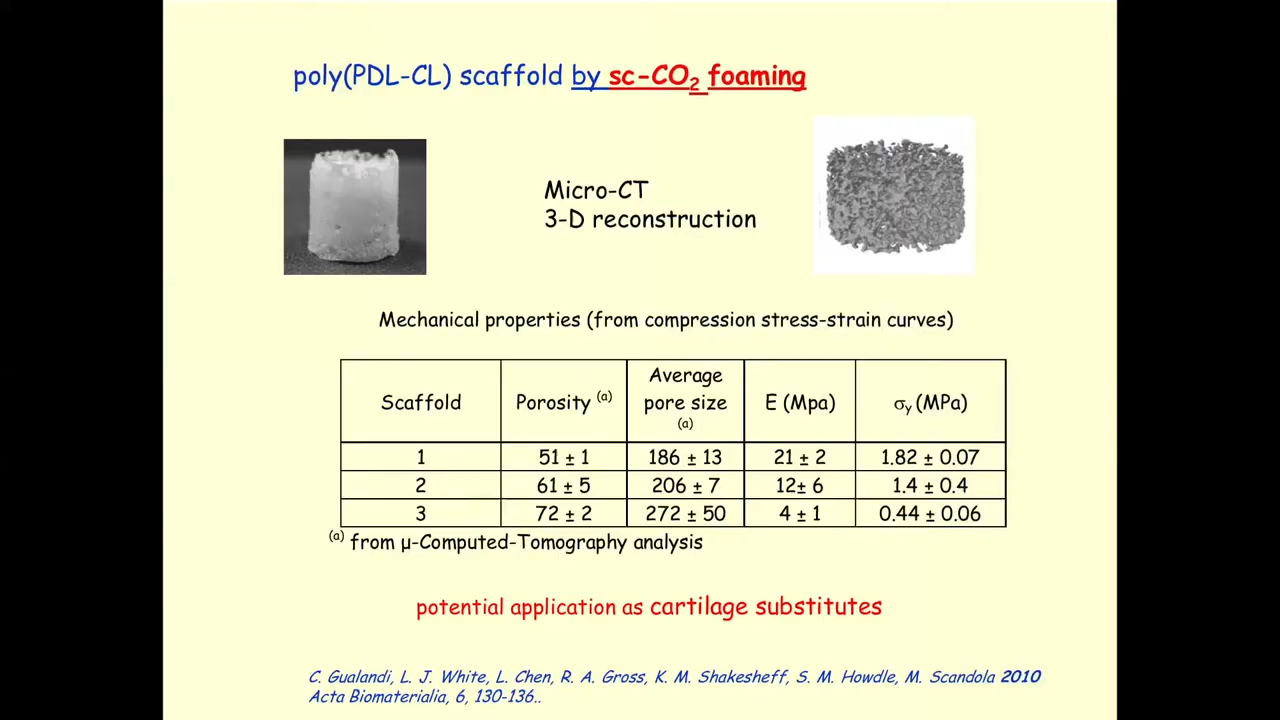 poly(PDL-CL) scaffold by sc-CO₂ foaming
Micro-CT
3-D reconstruction
Mechanical properties (from compression stress-strain curves)
Scaffold Porosity (a) Average pore size (a) E (Mpa) σy (MPa)
1 51 ± 1 186 ± 13 21 ± 2 1.82 ± 0.07
2 61 ± 5 206 ± 7 12± 6 1.4 ± 0.4
3 72 ± 2 272 ± 50 4 ± 1 0.44 ± 0.06
(a) from µ-Computed-Tomography analysis
potential application as cartilage substitutes
C. Gualandi, L. J. White, L. Chen, R. A. Gross, K. M. Shakesheff, S. M. Howdle, M. Scandola 2010
Acta Biomaterialia, 6, 130-136..